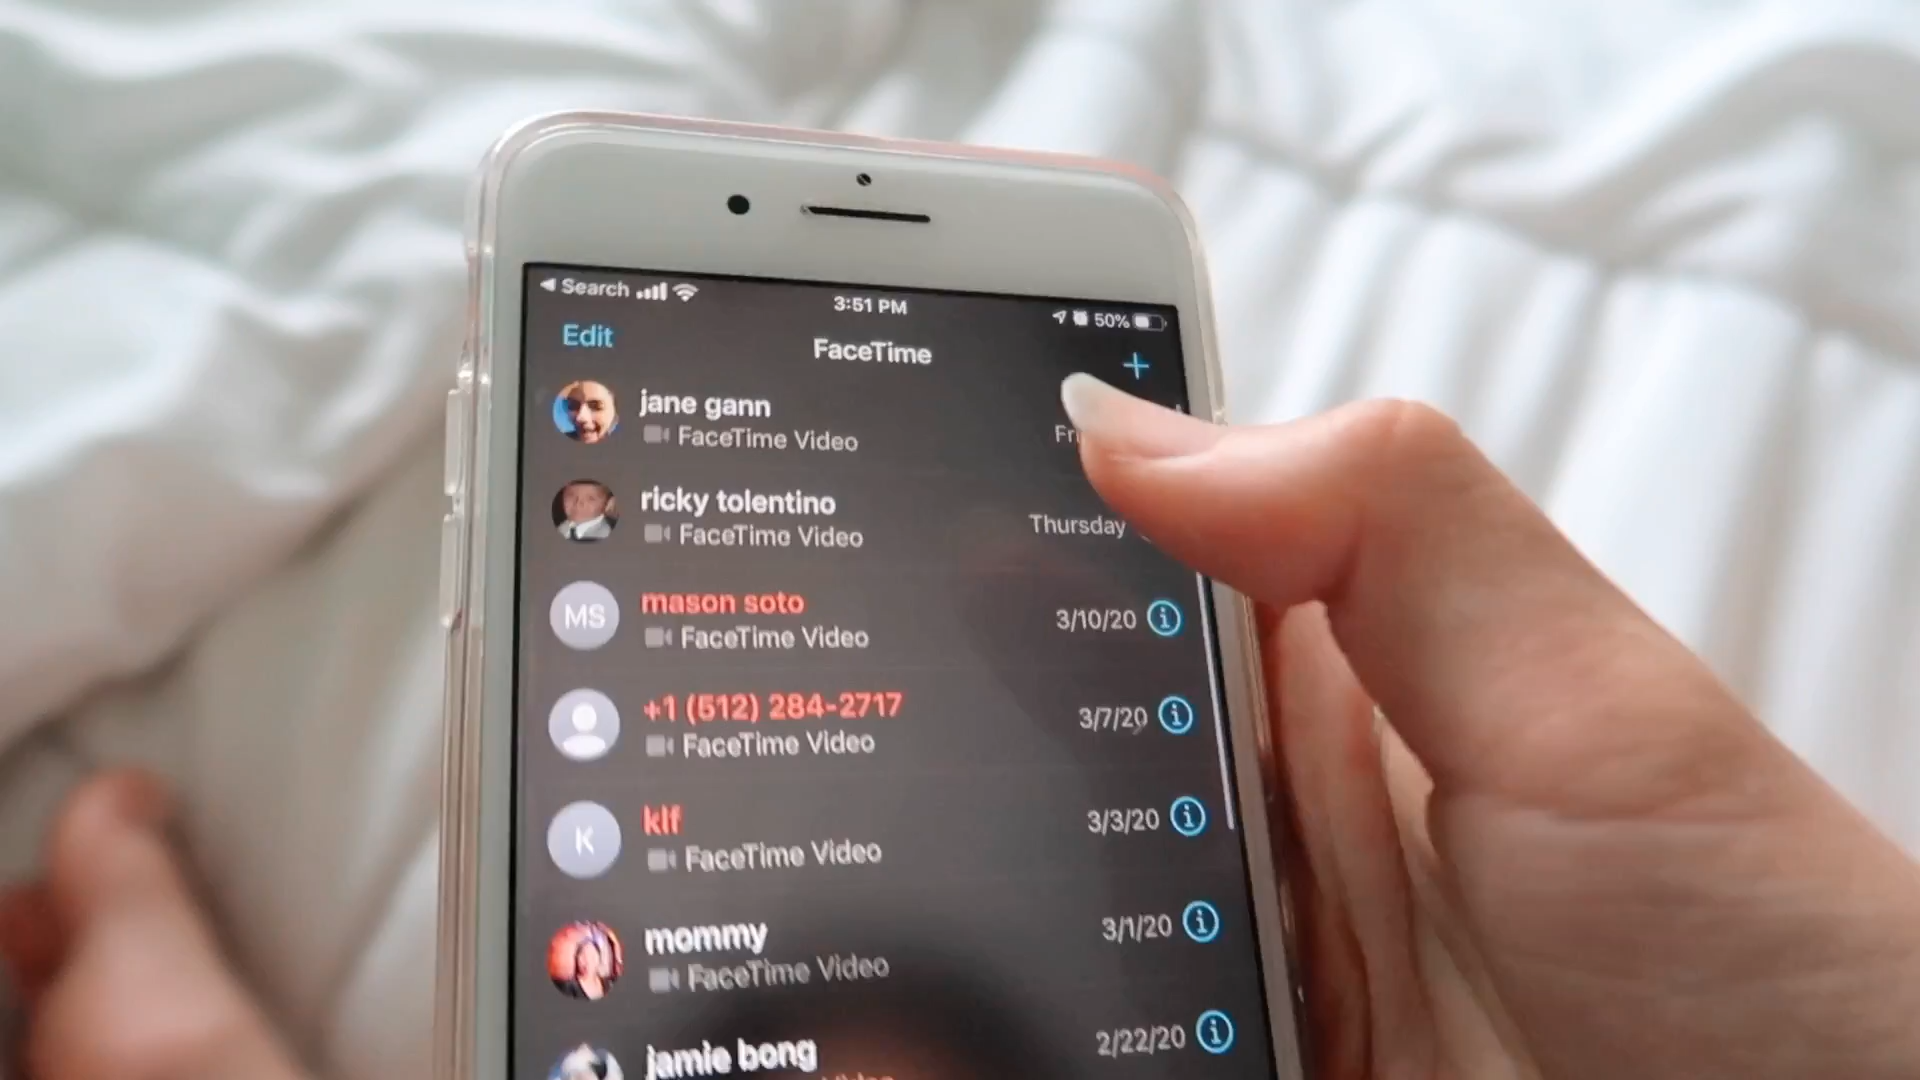 Search
3:51 PM
50%
Edit
FaceTime
+
jane gann
FaceTime Video
ricky tolentino
FaceTime Video
Thursday
MS
mason soto
FaceTime Video
3/10/20
+1 (512) 284-2717
FaceTime Video
3/7/20
K
klf
FaceTime Video
3/3/20
mommy
FaceTime Video
3/1/20
jamie bong
2/22/20